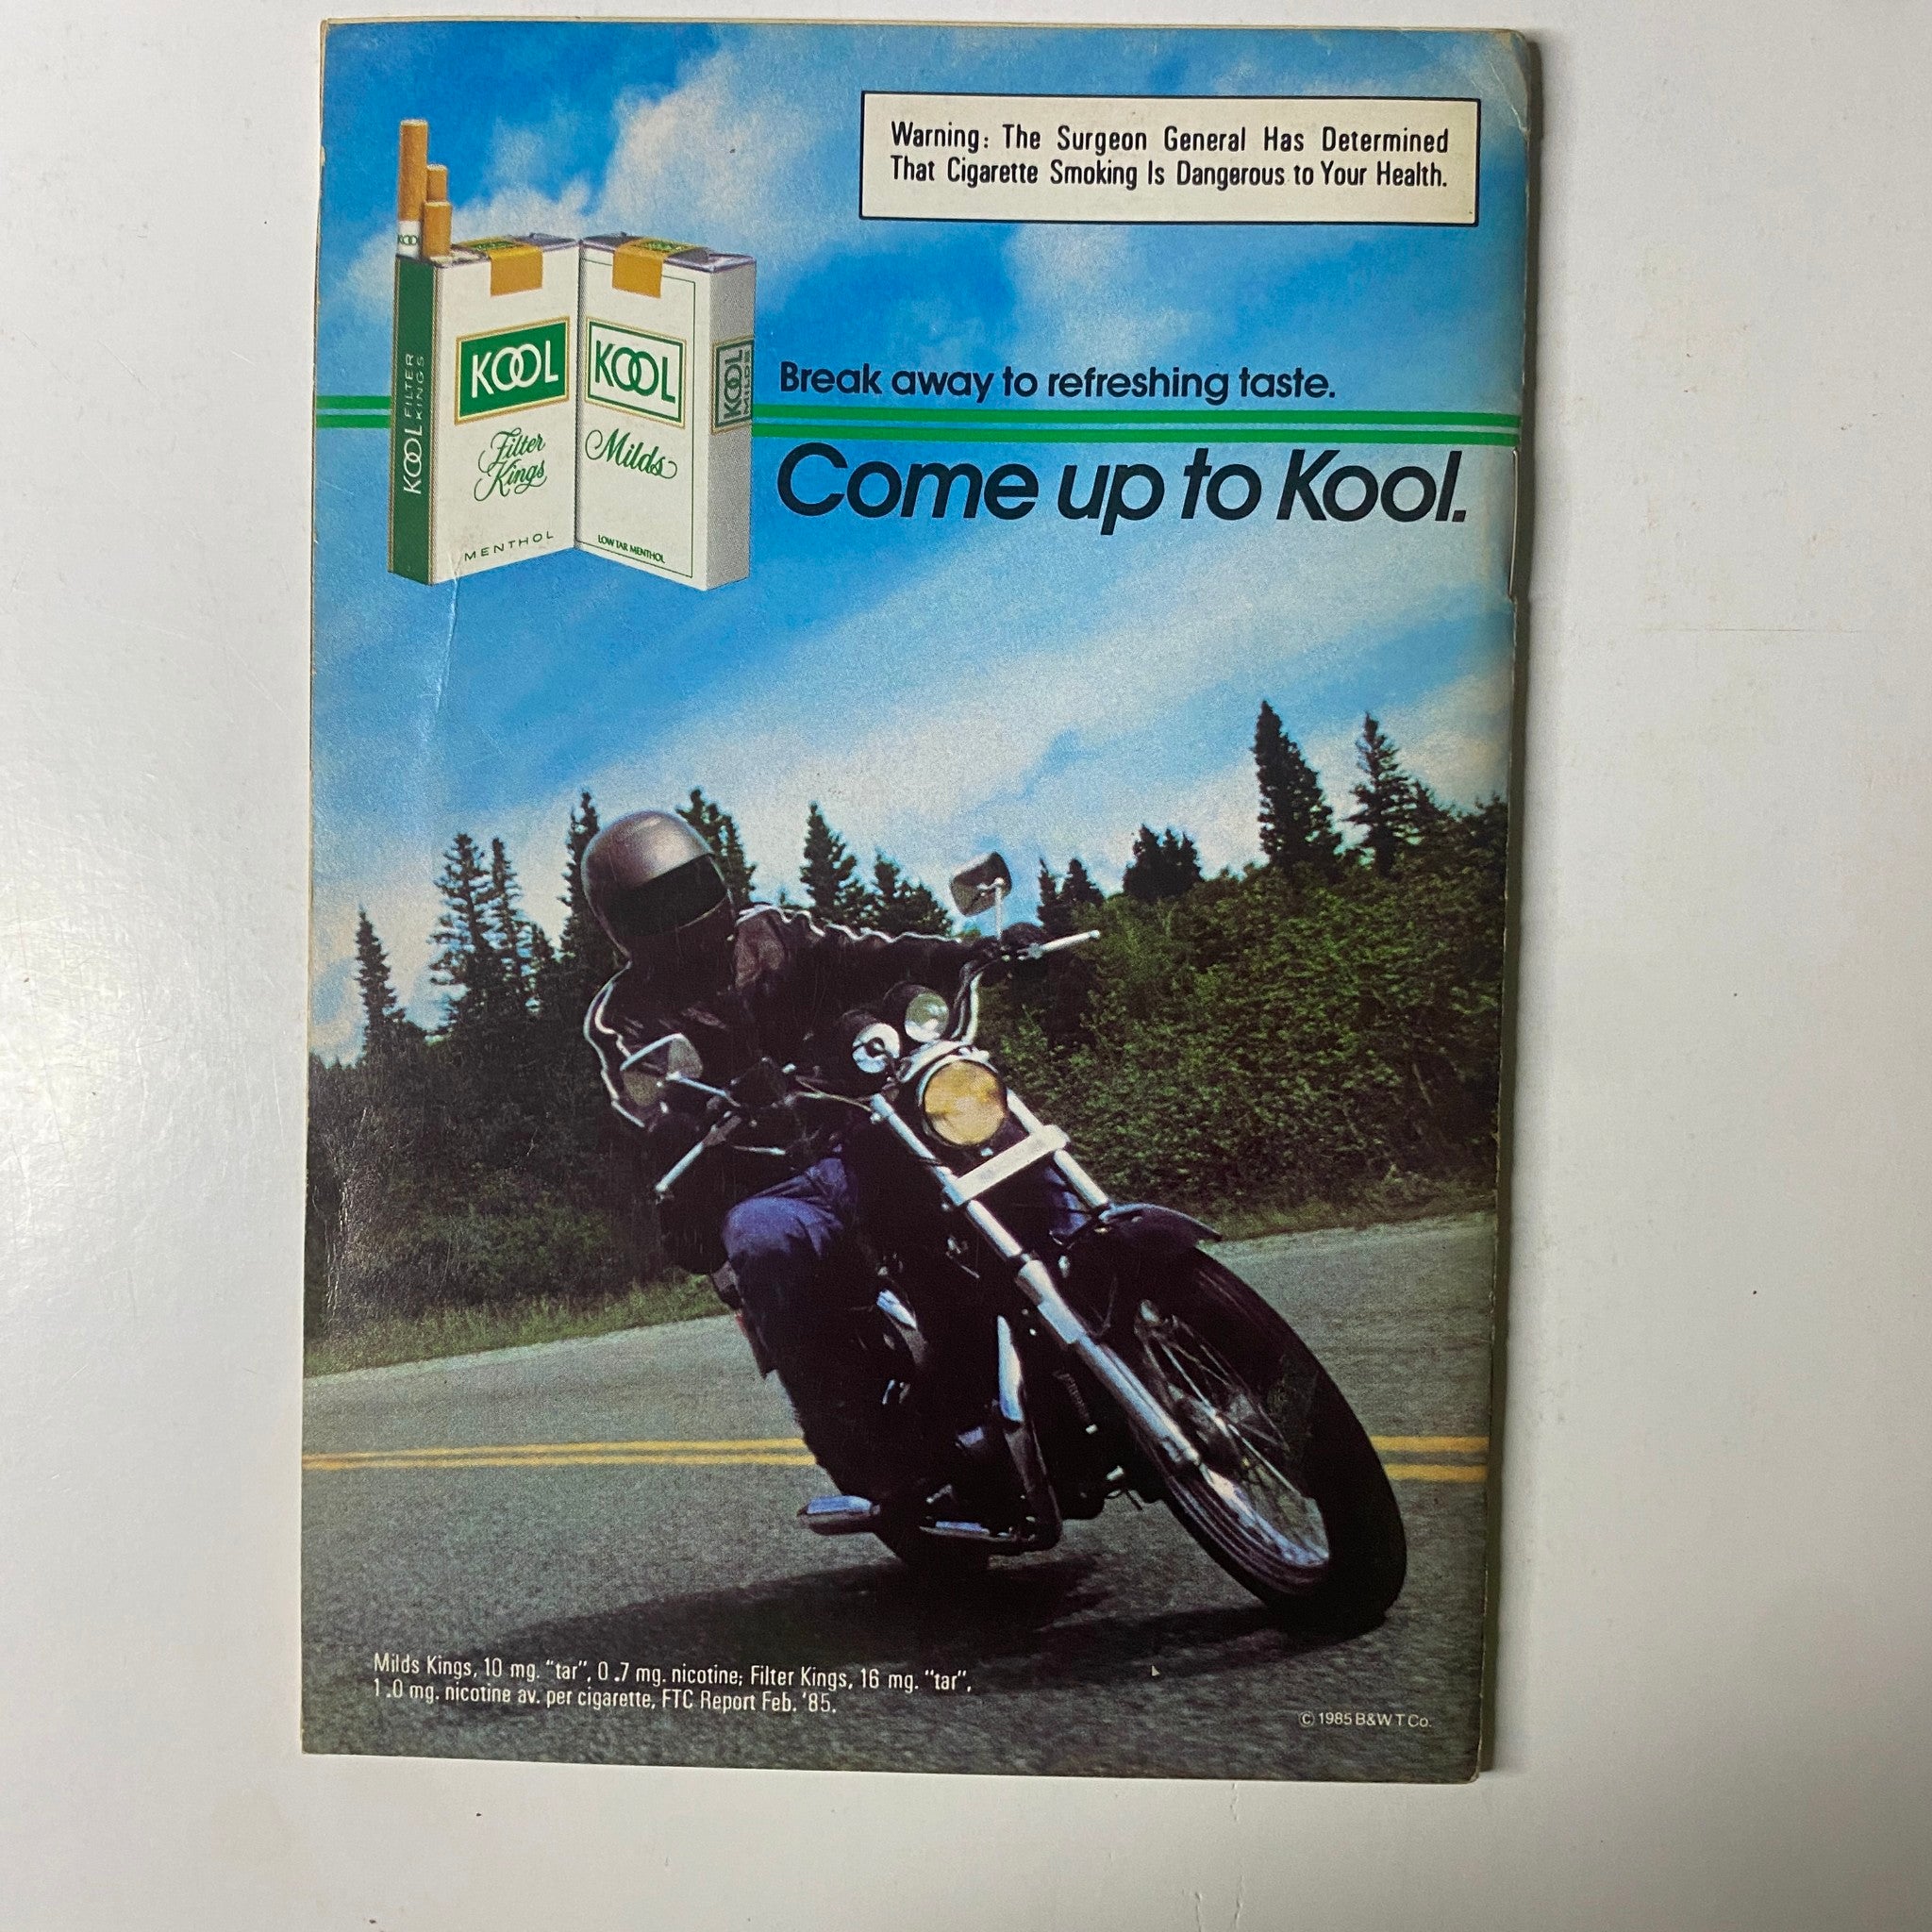 Warning: The Surgeon General Has Determined
That Cigarette Smoking Is Dangerous to Your Health.
KOOL
KOOL FILTER KINGS
KOOL
Filter
Kings
MENTHOL
KOOL
Milds
LOW TAR MENTHOL
KOOL
MILDS
Break away to refreshing taste.
Come up to Kool.
Milds Kings, 10 mg. "tar", 0.7 mg. nicotine; Filter Kings, 16 mg. "tar",
1.0 mg. nicotine av. per cigarette, FTC Report Feb. '85.
© 1985 B&W T Co.